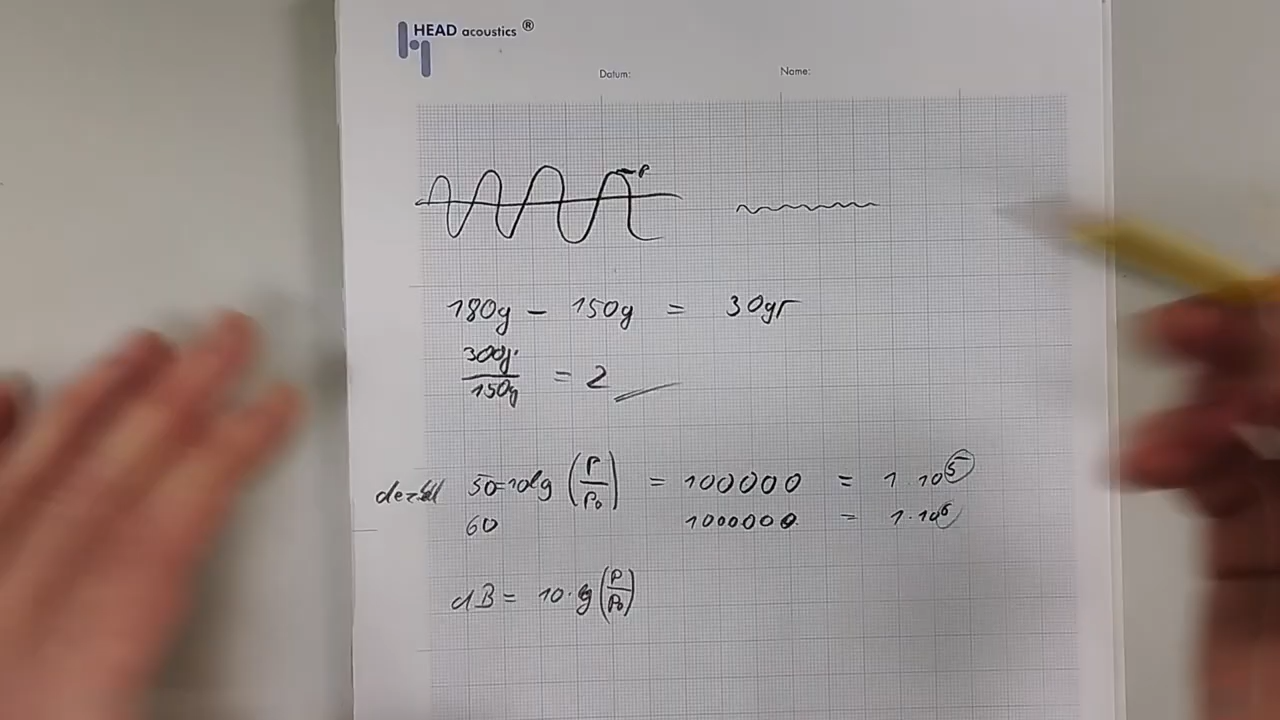 HEAD acoustics ®
Datum: Name:
P
180g - 150g = 30gr
300g. / 150g = 2
50=10lg (P/P0) = 100000 = 1.10^5
60 1000000 = 1.10^6
dB = 10.lg (P/P0)